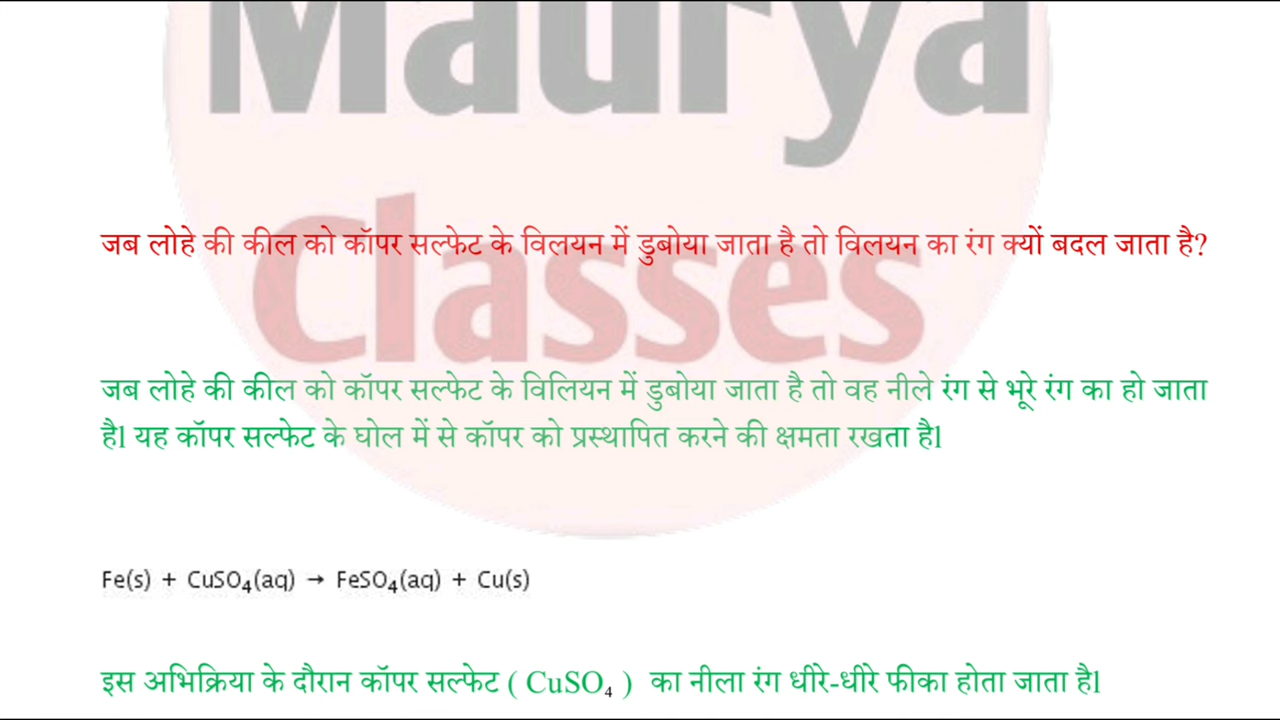 Maurya
Classes
जब लोहे की कील को कॉपर सल्फेट के विलयन में डुबोया जाता है तो विलयन का रंग क्यों बदल जाता है?
जब लोहे की कील को कॉपर सल्फेट के विलियन में डुबोया जाता है तो वह नीले रंग से भूरे रंग का हो जाता
है। यह कॉपर सल्फेट के घोल में से कॉपर को प्रस्थापित करने की क्षमता रखता है।
Fe(s) + CuSO₄(aq) → FeSO₄(aq) + Cu(s)
इस अभिक्रिया के दौरान कॉपर सल्फेट ( CuSO₄ ) का नीला रंग धीरे-धीरे फीका होता जाता है।